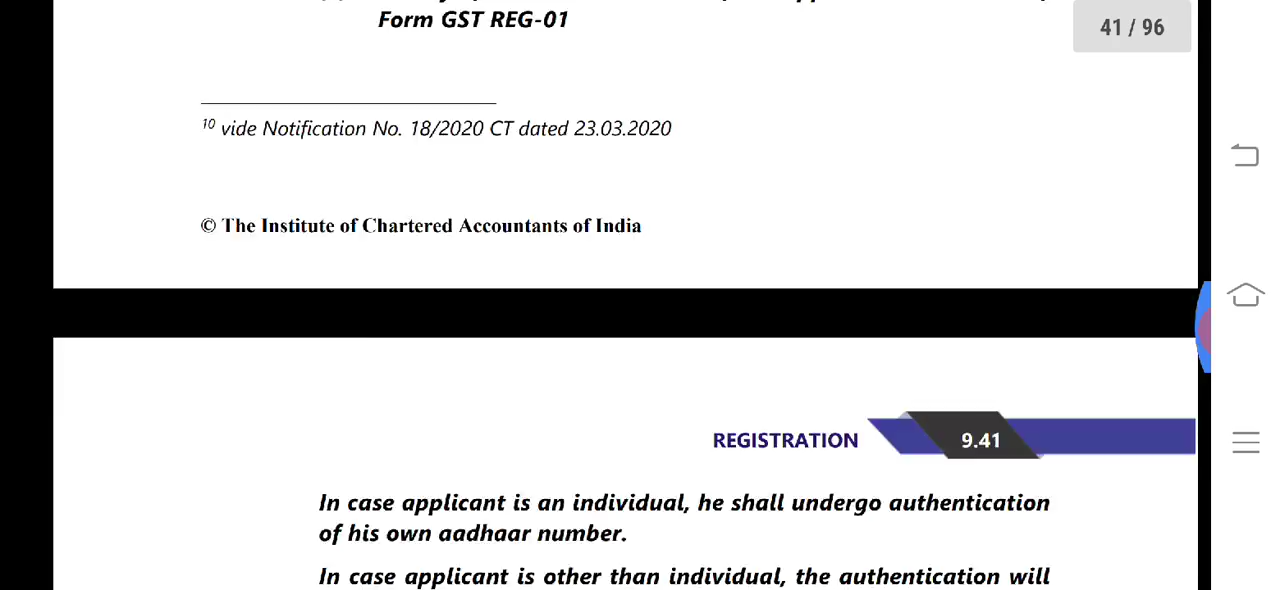 Form GST REG-01
41 / 96
10 vide Notification No. 18/2020 CT dated 23.03.2020
© The Institute of Chartered Accountants of India
REGISTRATION 9.41
In case applicant is an individual, he shall undergo authentication
of his own aadhaar number.
In case applicant is other than individual, the authentication will